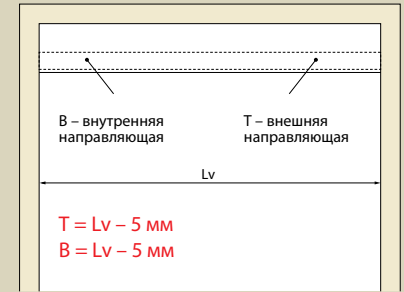 B – внутренняя
направляющая
T – внешняя
направляющая
Lv
T = Lv – 5 мм
B = Lv – 5 мм